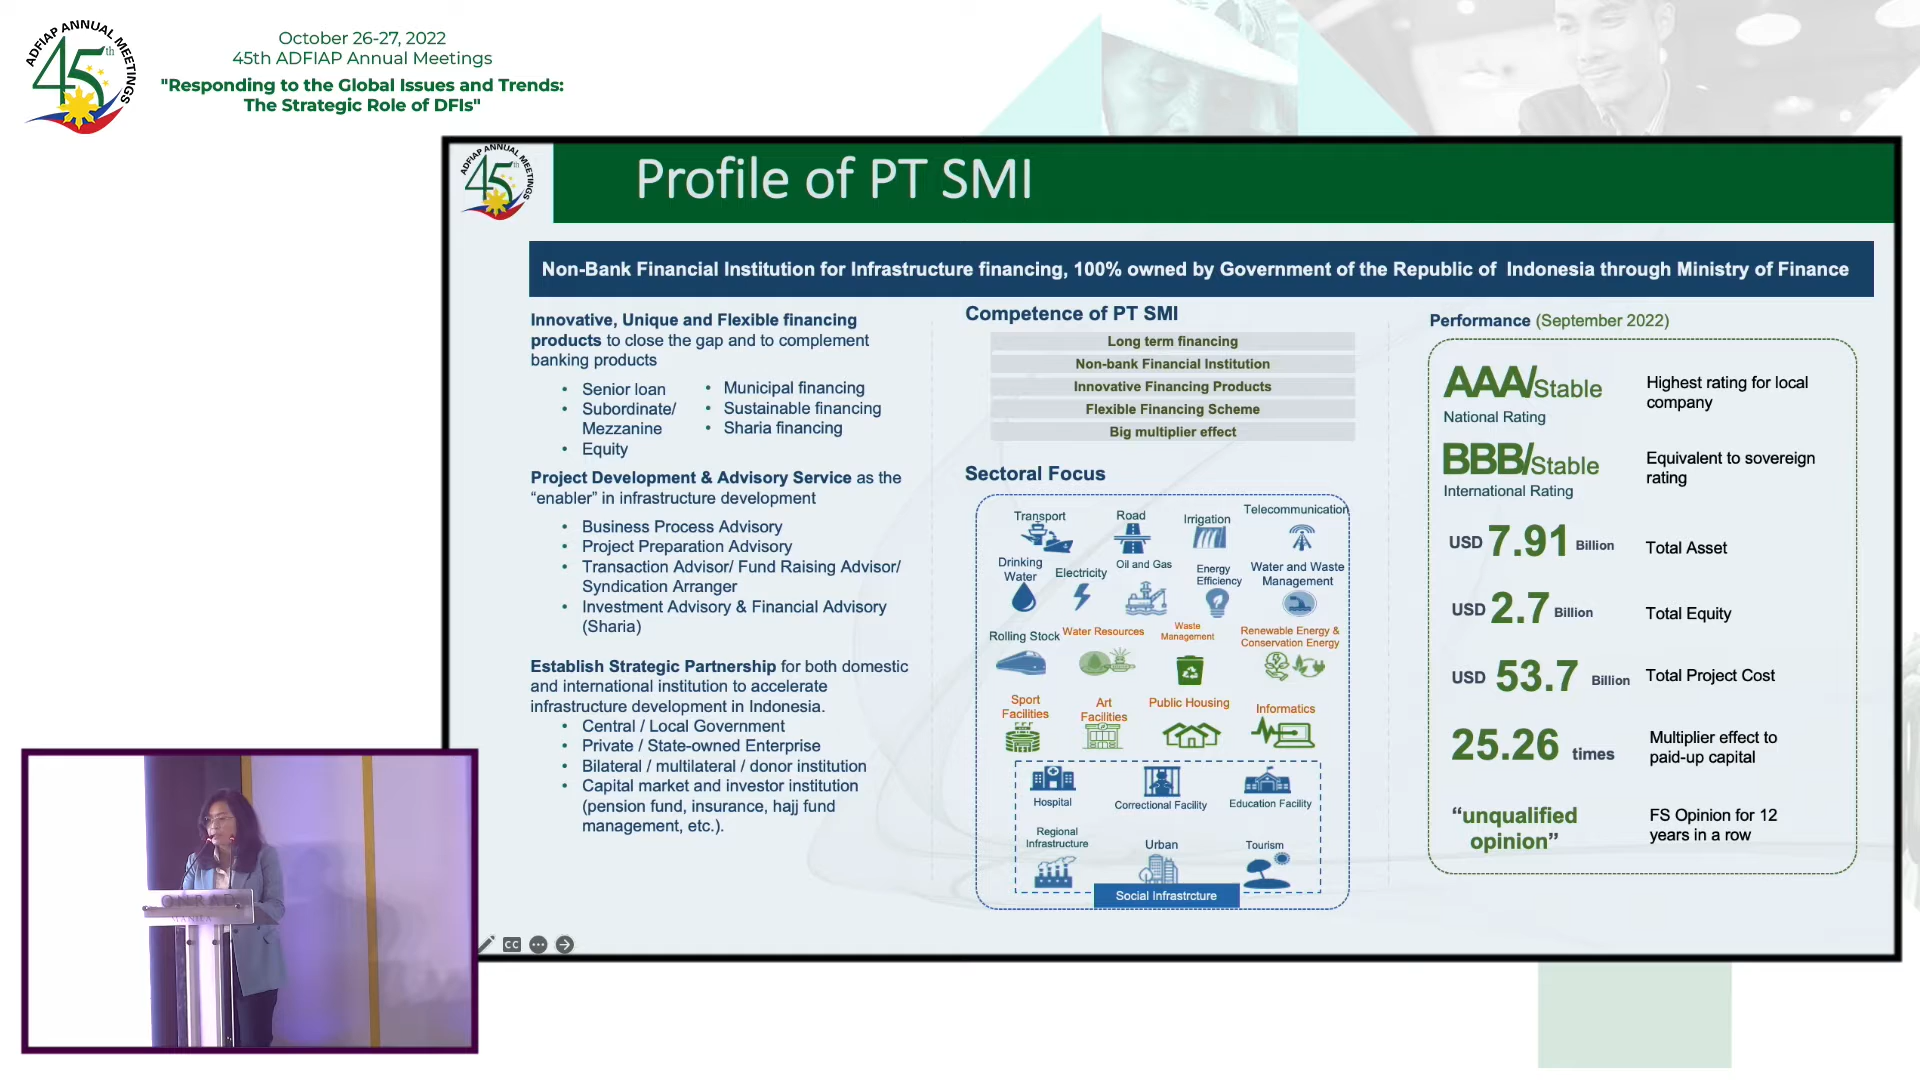 ADFIAP ANNUAL MEETINGS
45th
October 26-27, 2022
45th ADFIAP Annual Meetings
"Responding to the Global Issues and Trends:
The Strategic Role of DFIs"
ADFIAP ANNUAL MEETINGS
45th
Profile of PT SMI
Non-Bank Financial Institution for Infrastructure financing, 100% owned by Government of the Republic of Indonesia through Ministry of Finance
Innovative, Unique and Flexible financing
products to close the gap and to complement
banking products
• Senior loan
• Subordinate/
Mezzanine
• Equity
• Municipal financing
• Sustainable financing
• Sharia financing
Project Development & Advisory Service as the
“enabler” in infrastructure development
• Business Process Advisory
• Project Preparation Advisory
• Transaction Advisor/ Fund Raising Advisor/
Syndication Arranger
• Investment Advisory & Financial Advisory
(Sharia)
Establish Strategic Partnership for both domestic
and international institution to accelerate
infrastructure development in Indonesia.
• Central / Local Government
• Private / State-owned Enterprise
• Bilateral / multilateral / donor institution
• Capital market and investor institution
(pension fund, insurance, hajj fund
management, etc.).
Competence of PT SMI
Long term financing
Non-bank Financial Institution
Innovative Financing Products
Flexible Financing Scheme
Big multiplier effect
Sectoral Focus
Transport
Road
Irrigation
Telecommunication
Drinking
Water
Electricity
Oil and Gas
Energy
Efficiency
Water and Waste
Management
Rolling Stock
Water Resources
Waste
Management
Renewable Energy &
Conservation Energy
Sport
Facilities
Art
Facilities
Public Housing
Informatics
Hospital
Correctional Facility
Education Facility
Regional
Infrastructure
Urban
Tourism
Social Infrastrcture
Performance (September 2022)
AAA/Stable
National Rating
Highest rating for local
company
BBB/Stable
International Rating
Equivalent to sovereign
rating
USD 7.91 Billion
Total Asset
USD 2.7 Billion
Total Equity
USD 53.7 Billion
Total Project Cost
25.26 times
Multiplier effect to
paid-up capital
“unqualified
opinion”
FS Opinion for 12
years in a row
CC
CONRAD
MANILA